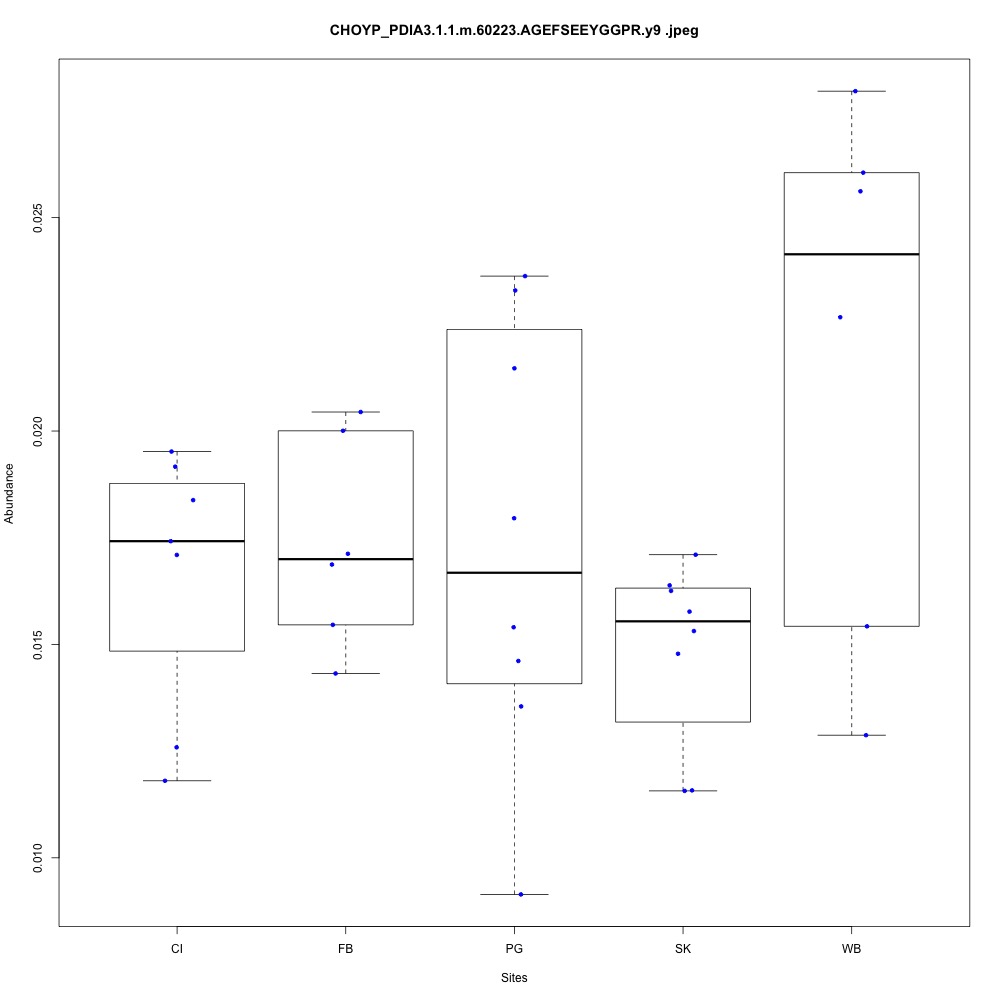 CHOYP_PDIA3.1.1.m.60223.AGEFSEEYGGPR.y9 .jpeg
Abundance
0.025
0.020
0.015
0.010
CI FB PG SK WB
Sites